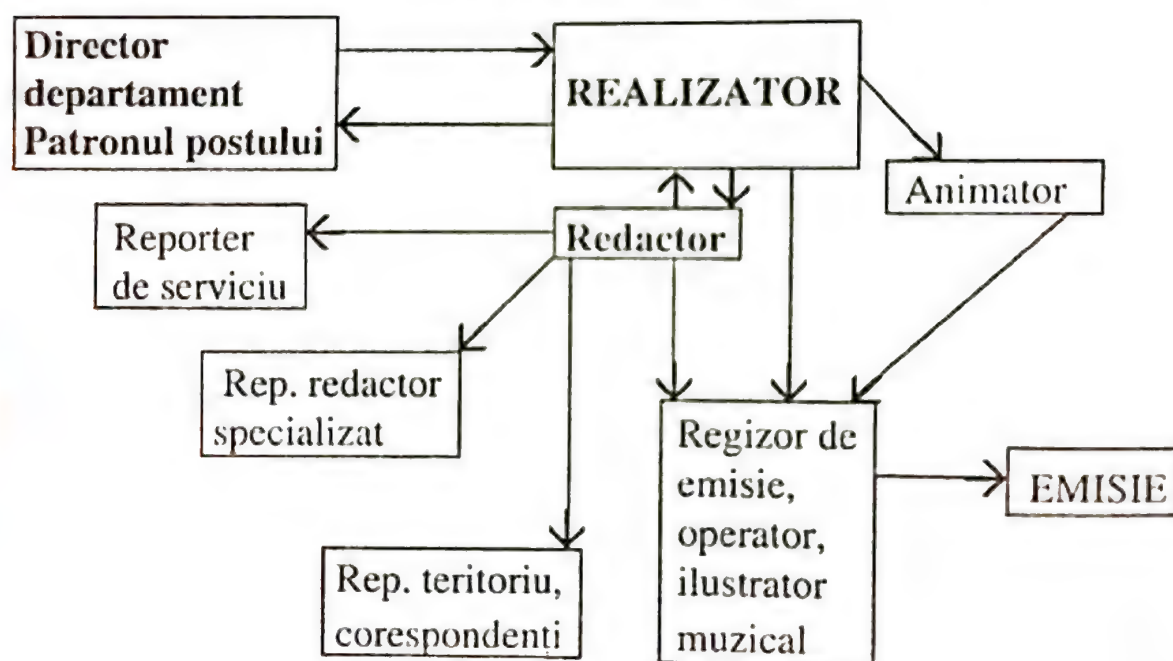 Director
departament
Patronul postului
REALIZATOR
Animator
Reporter
de serviciu
Redactor
Rep. redactor
specializat
Rep. teritoriu,
corespondenti
Regizor de
emisie,
operator,
ilustrator
muzical
EMISIE